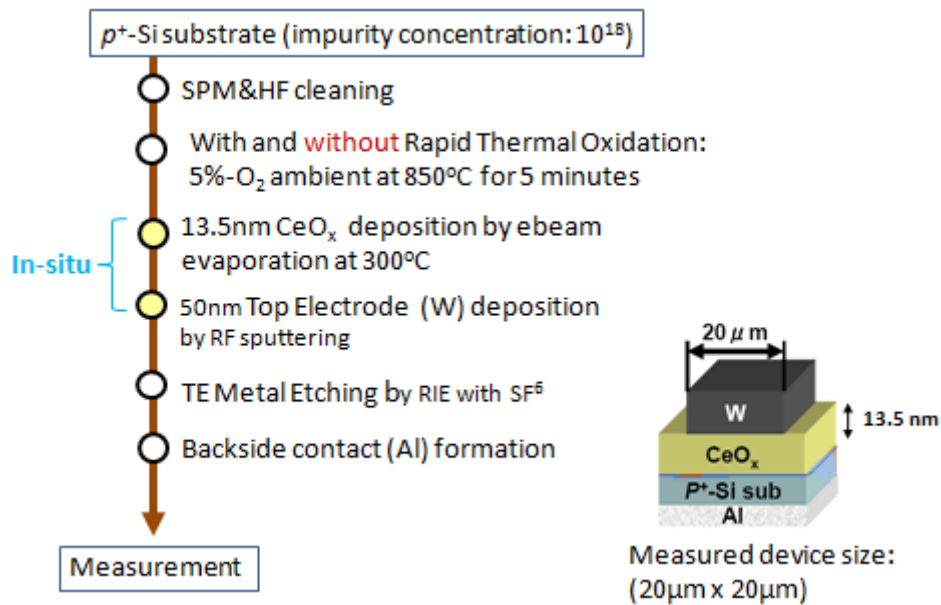 p⁺-Si substrate (impurity concentration: 10¹⁸)
SPM&HF cleaning
With and without Rapid Thermal Oxidation:
5%-O₂ ambient at 850°C for 5 minutes
13.5nm CeOₓ deposition by ebeam
evaporation at 300°C
In-situ
50nm Top Electrode (W) deposition
by RF sputtering
TE Metal Etching by RIE with SF⁶
Backside contact (Al) formation
Measurement
20 μ m
W
13.5 nm
CeOₓ
P⁺-Si sub
Al
Measured device size:
(20μm x 20μm)